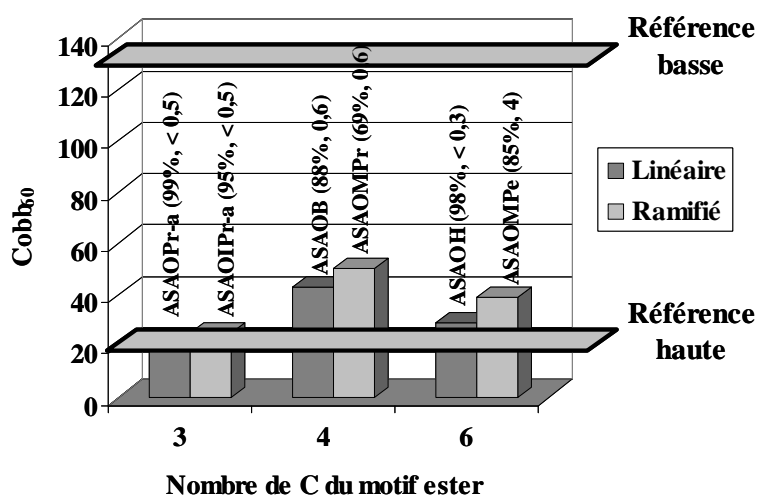 Référence
basse
140
120
100
80
60
40
20
0
Cobb60
ASAOPr-a (99%, < 0,5)
ASAOIPr-a (95%, < 0,5)
ASAOB (88%, 0,6)
ASAOMPr (69%, 0,6)
ASAOH (98%, < 0,3)
ASAOMPe (85%, 4)
Linéaire
Ramifié
Référence
haute
3
4
6
Nombre de C du motif ester